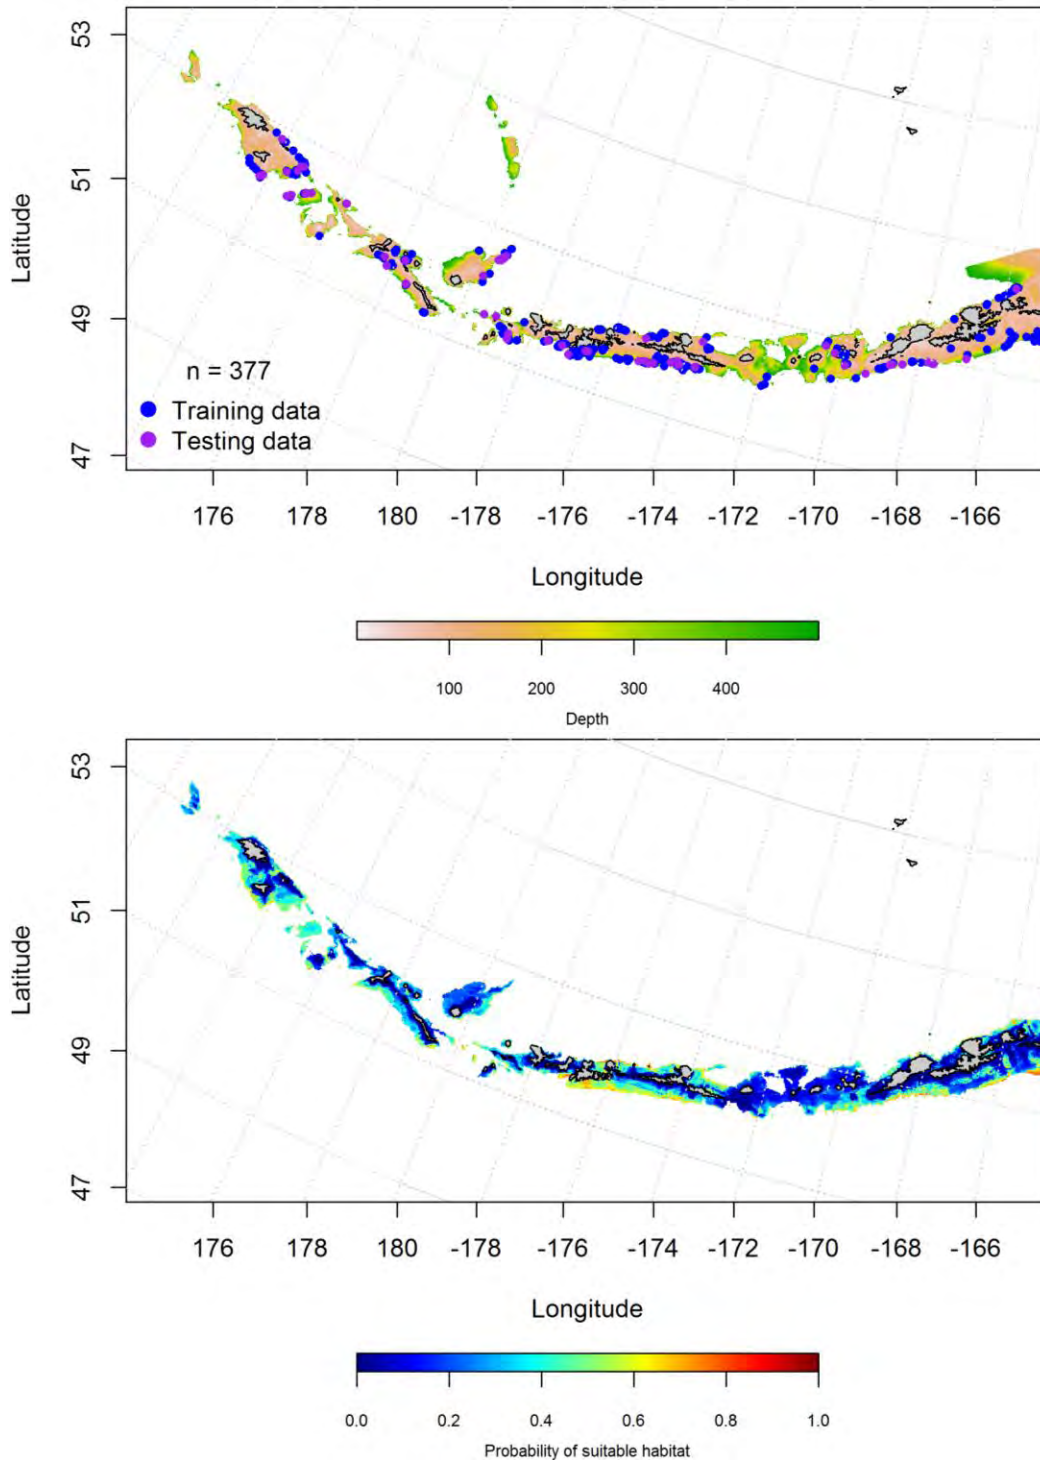 53
51
49
47
Latitude
n = 377
Training data
Testing data
176 178 180 -178 -176 -174 -172 -170 -168 -166
Longitude
100 200 300 400
Depth
53
51
49
47
Latitude
176 178 180 -178 -176 -174 -172 -170 -168 -166
Longitude
0.0 0.2 0.4 0.6 0.8 1.0
Probability of suitable habitat